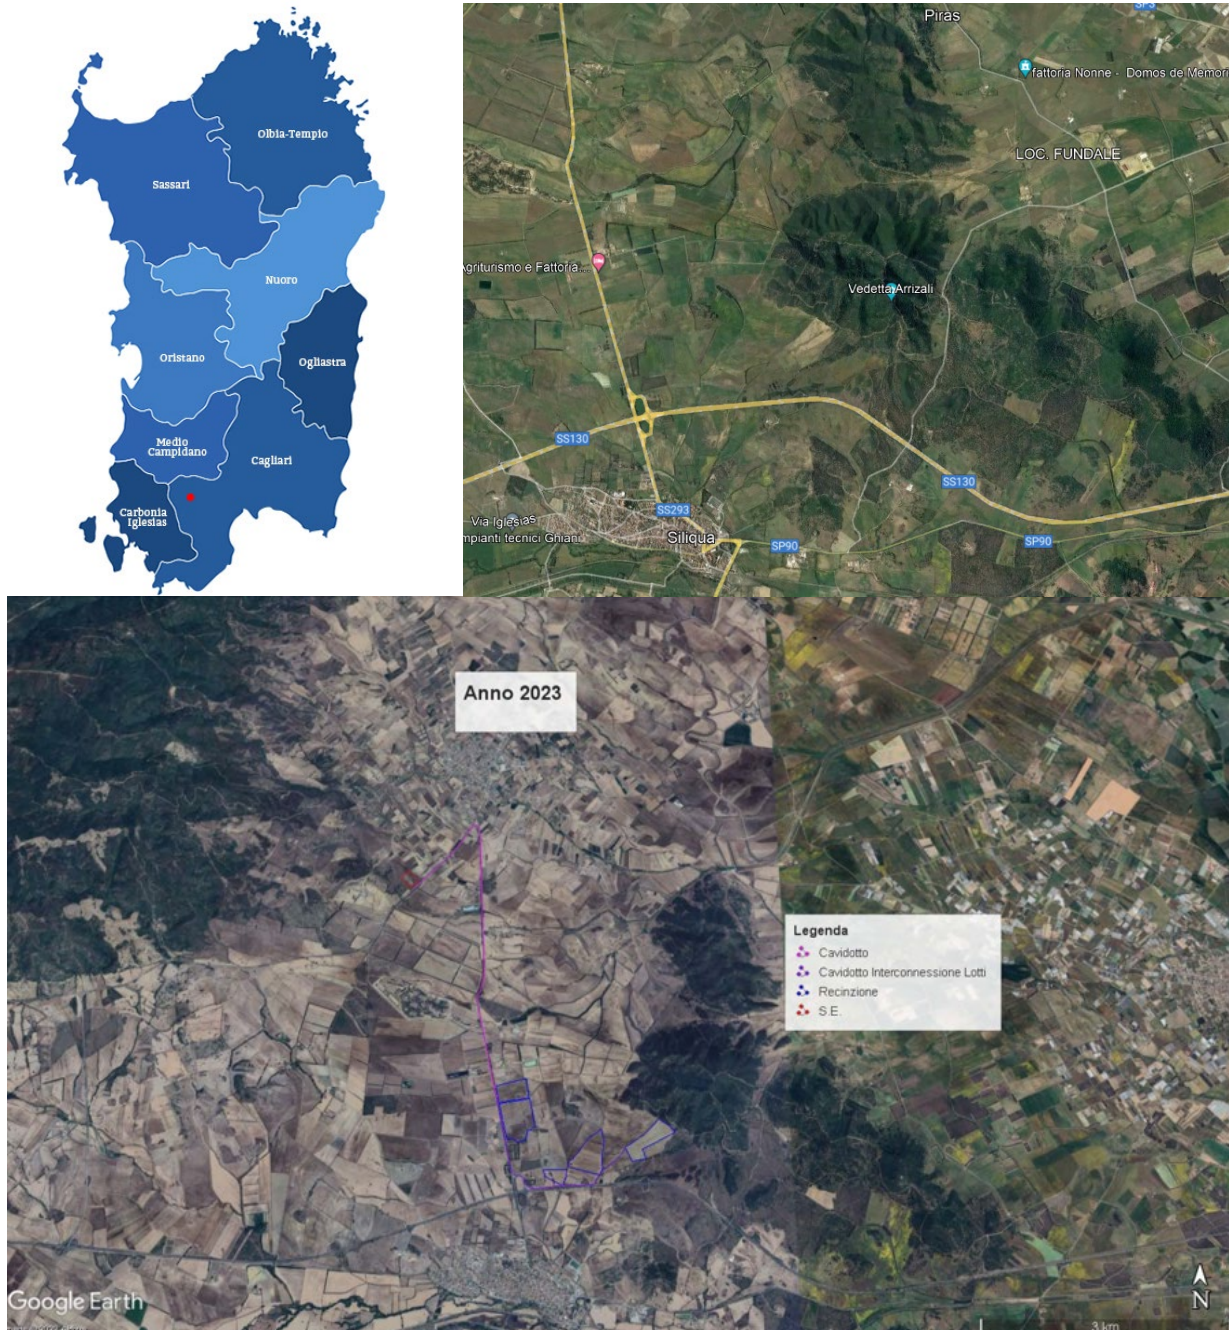 Olbia-Tempio
Sassari
Nuoro
Oristano
Ogliastra
Medio
Campidano
Cagliari
Carbonia
Iglesias
Piras
SP3
fattoria Nonne - Domos de Memori
LOC. FUNDALE
Agriturismo e Fattoria...
Vedetta Arrizali
SS130
SS130
SS293
Via Iglesias
mpianti tecnici Ghiani
Siliqua
SP90
SP90
Anno 2023
Legenda
Cavidotto
Cavidotto Interconnessione Lotti
Recinzione
S.E.
Google Earth
N
3 km